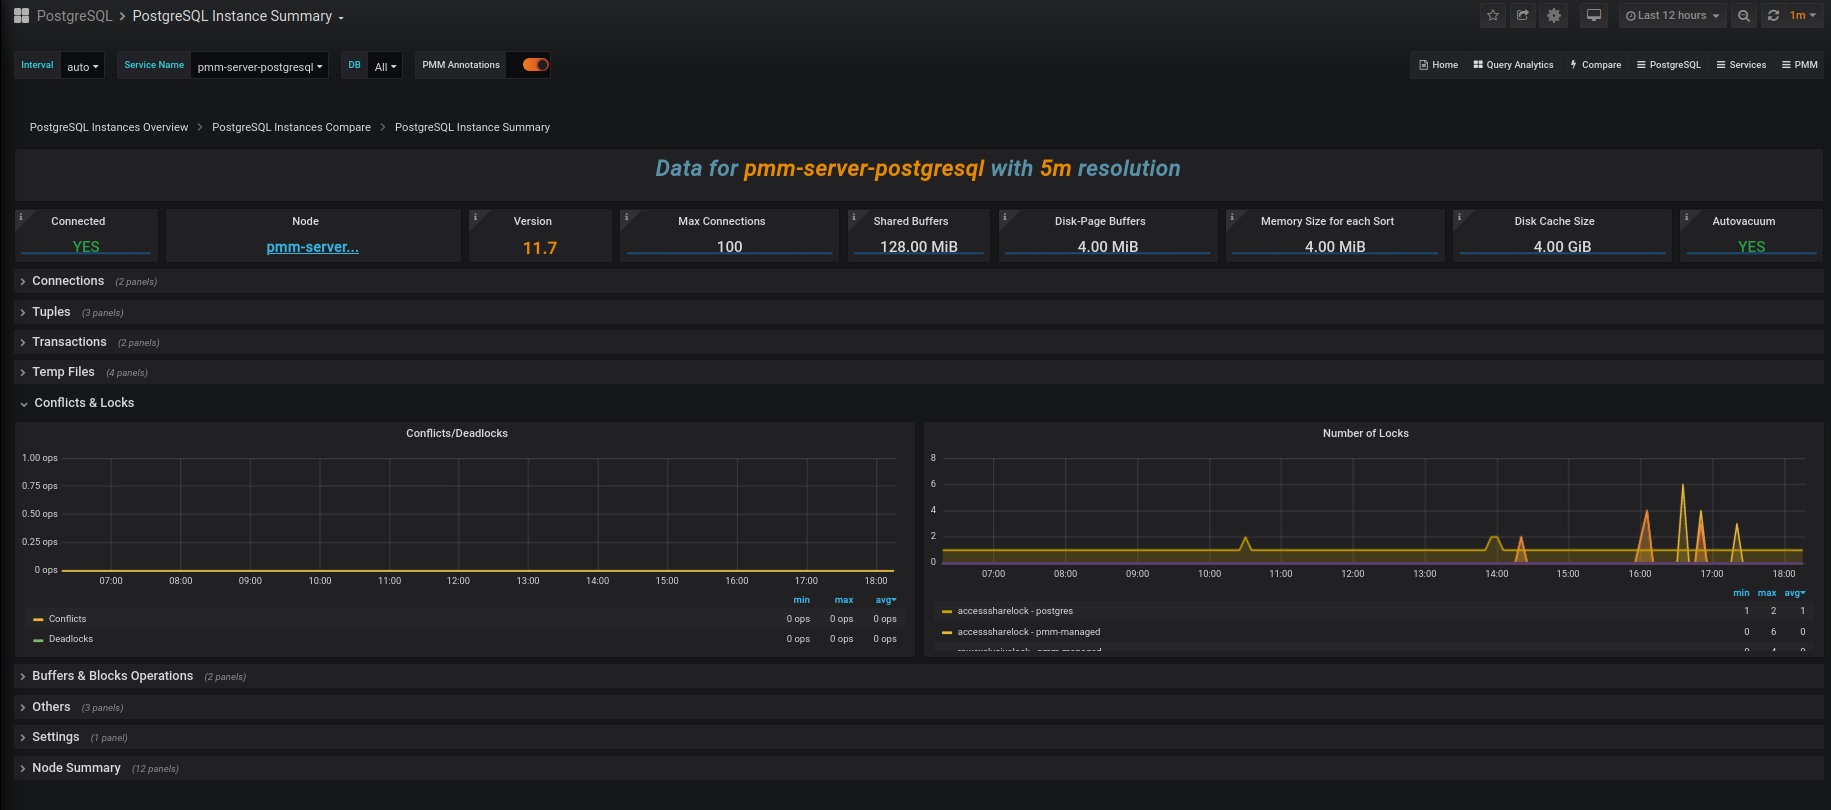 PostgreSQL > PostgreSQL Instance Summary
Last 12 hours 1m
Interval auto Service Name pmm-server-postgresql DB All PMM Annotations
Home Query Analytics Compare PostgreSQL Services PMM
PostgreSQL Instances Overview > PostgreSQL Instances Compare > PostgreSQL Instance Summary
Data for pmm-server-postgresql with 5m resolution
Connected Node Version Max Connections Shared Buffers Disk-Page Buffers Memory Size for each Sort Disk Cache Size Autovacuum
YES pmm-server... 11.7 100 128.00 MiB 4.00 MiB 4.00 MiB 4.00 GiB YES
Connections (2 panels)
Tuples (3 panels)
Transactions (2 panels)
Temp Files (4 panels)
Conflicts & Locks
Conflicts/Deadlocks
1.00 ops
0.75 ops
0.50 ops
0.25 ops
0 ops
07:00 08:00 09:00 10:00 11:00 12:00 13:00 14:00 15:00 16:00 17:00 18:00
min max avg
Conflicts 0 ops 0 ops 0 ops
Deadlocks 0 ops 0 ops 0 ops
Number of Locks
8
6
4
2
0
07:00 08:00 09:00 10:00 11:00 12:00 13:00 14:00 15:00 16:00 17:00 18:00
min max avg
accesssharelock - postgres 1 2 1
accesssharelock - pmm-managed 0 6 0
rowexclusivelock - pmm-managed 0 4 0
Buffers & Blocks Operations (2 panels)
Others (3 panels)
Settings (1 panel)
Node Summary (12 panels)